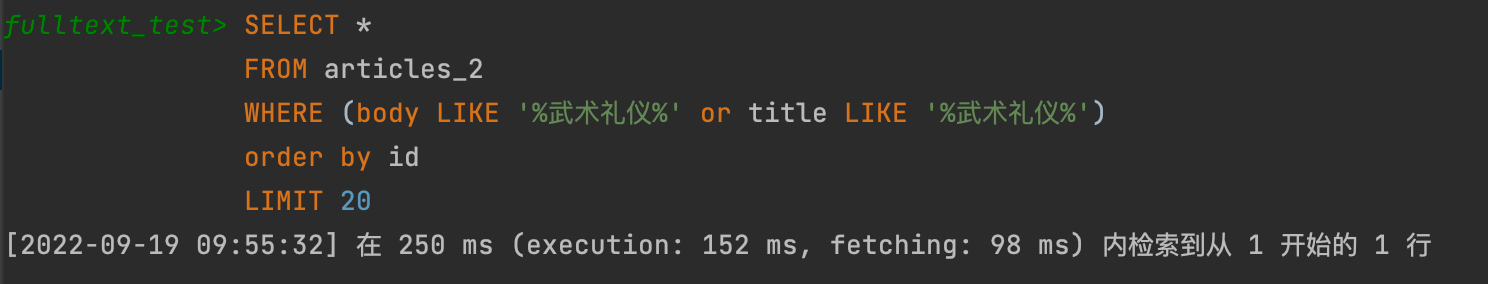 fulltext_test> SELECT *
FROM articles_2
WHERE (body LIKE '%武术礼仪%' or title LIKE '%武术礼仪%')
order by id
LIMIT 20
[2022-09-19 09:55:32] 在 250 ms (execution: 152 ms, fetching: 98 ms) 内检索到从 1 开始的 1 行